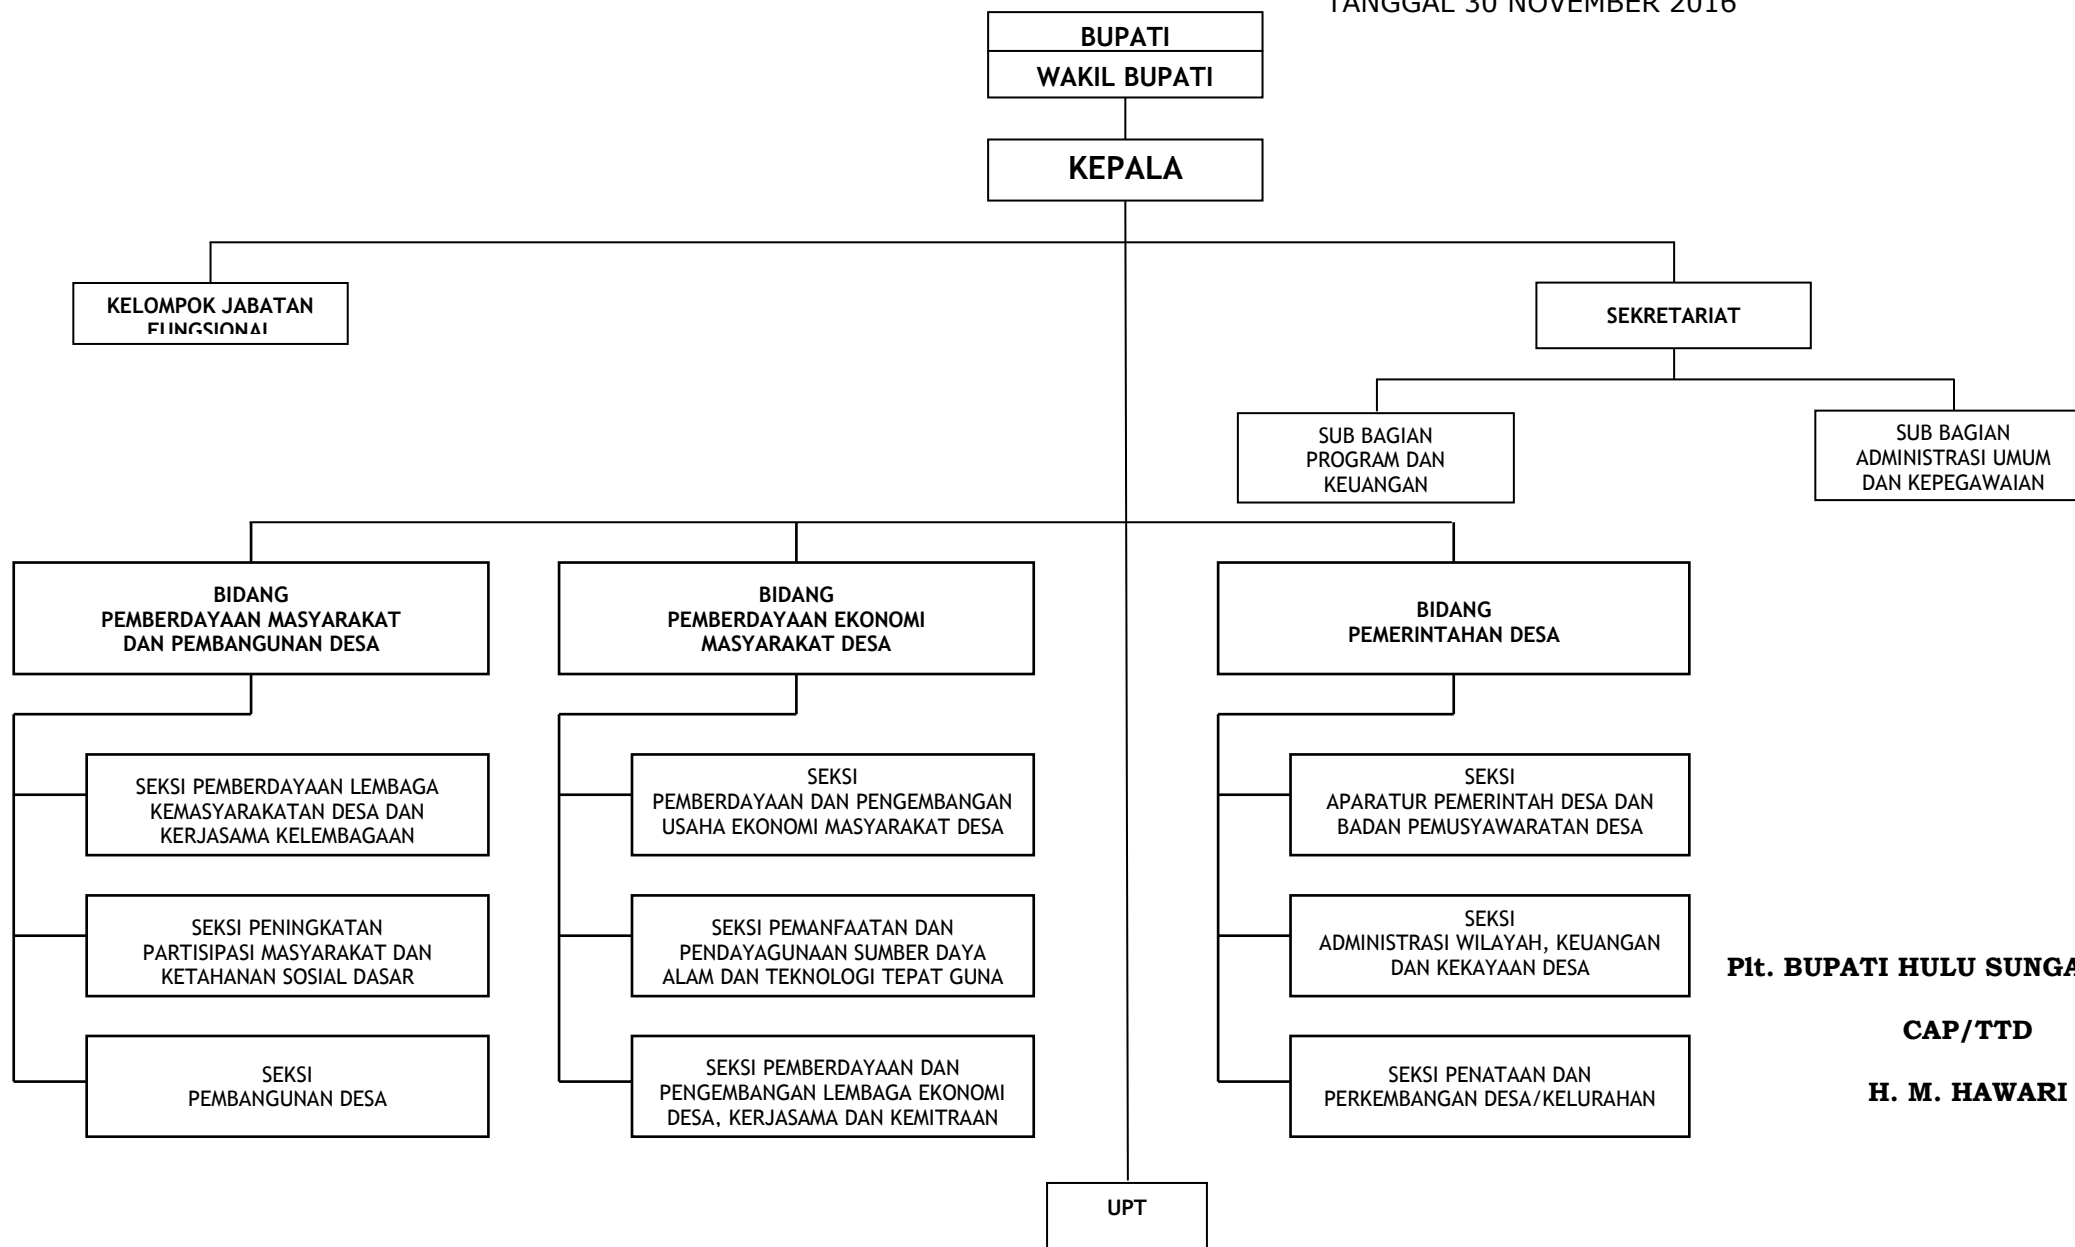 TANGGAL 30 NOVEMBER 2016
BUPATI
WAKIL BUPATI
KEPALA
KELOMPOK JABATAN
FUNGSIONAL
SEKRETARIAT
SUB BAGIAN
PROGRAM DAN
KEUANGAN
SUB BAGIAN
ADMINISTRASI UMUM
DAN KEPEGAWAIAN
BIDANG
PEMBERDAYAAN MASYARAKAT
DAN PEMBANGUNAN DESA
BIDANG
PEMBERDAYAAN EKONOMI
MASYARAKAT DESA
BIDANG
PEMERINTAHAN DESA
SEKSI PEMBERDAYAAN LEMBAGA
KEMASYARAKATAN DESA DAN
KERJASAMA KELEMBAGAAN
SEKSI
PEMBERDAYAAN DAN PENGEMBANGAN
USAHA EKONOMI MASYARAKAT DESA
SEKSI
APARATUR PEMERINTAH DESA DAN
BADAN PEMUSYAWARATAN DESA
SEKSI PENINGKATAN
PARTISIPASI MASYARAKAT DAN
KETAHANAN SOSIAL DASAR
SEKSI PEMANFAATAN DAN
PENDAYAGUNAAN SUMBER DAYA
ALAM DAN TEKNOLOGI TEPAT GUNA
SEKSI
ADMINISTRASI WILAYAH, KEUANGAN
DAN KEKAYAAN DESA
SEKSI
PEMBANGUNAN DESA
SEKSI PEMBERDAYAAN DAN
PENGEMBANGAN LEMBAGA EKONOMI
DESA, KERJASAMA DAN KEMITRAAN
SEKSI PENATAAN DAN
PERKEMBANGAN DESA/KELURAHAN
Plt. BUPATI HULU
CAP/TTD
H. M. HAWARI
UPT